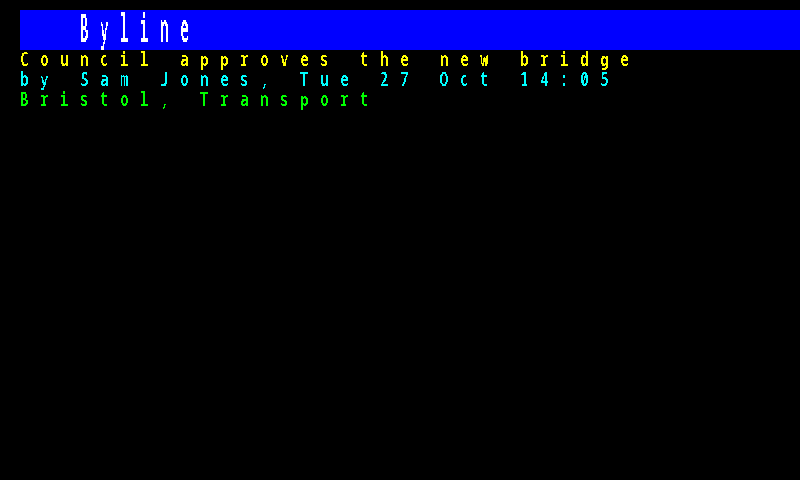 Byline
Council approves the new bridge
by Sam Jones, Tue 27 Oct 14:05
Bristol, Transport